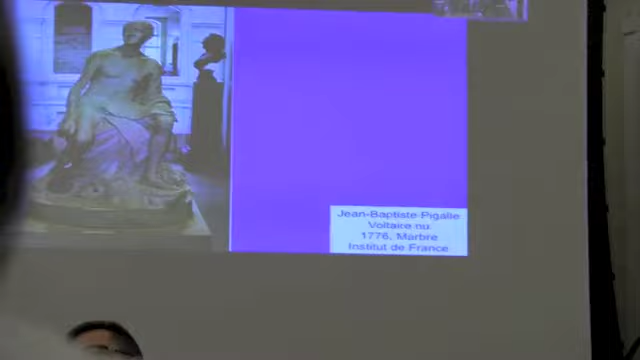 Jean-Baptiste Pigalle
Voltaire nu
1776, Marbre
Institut de France